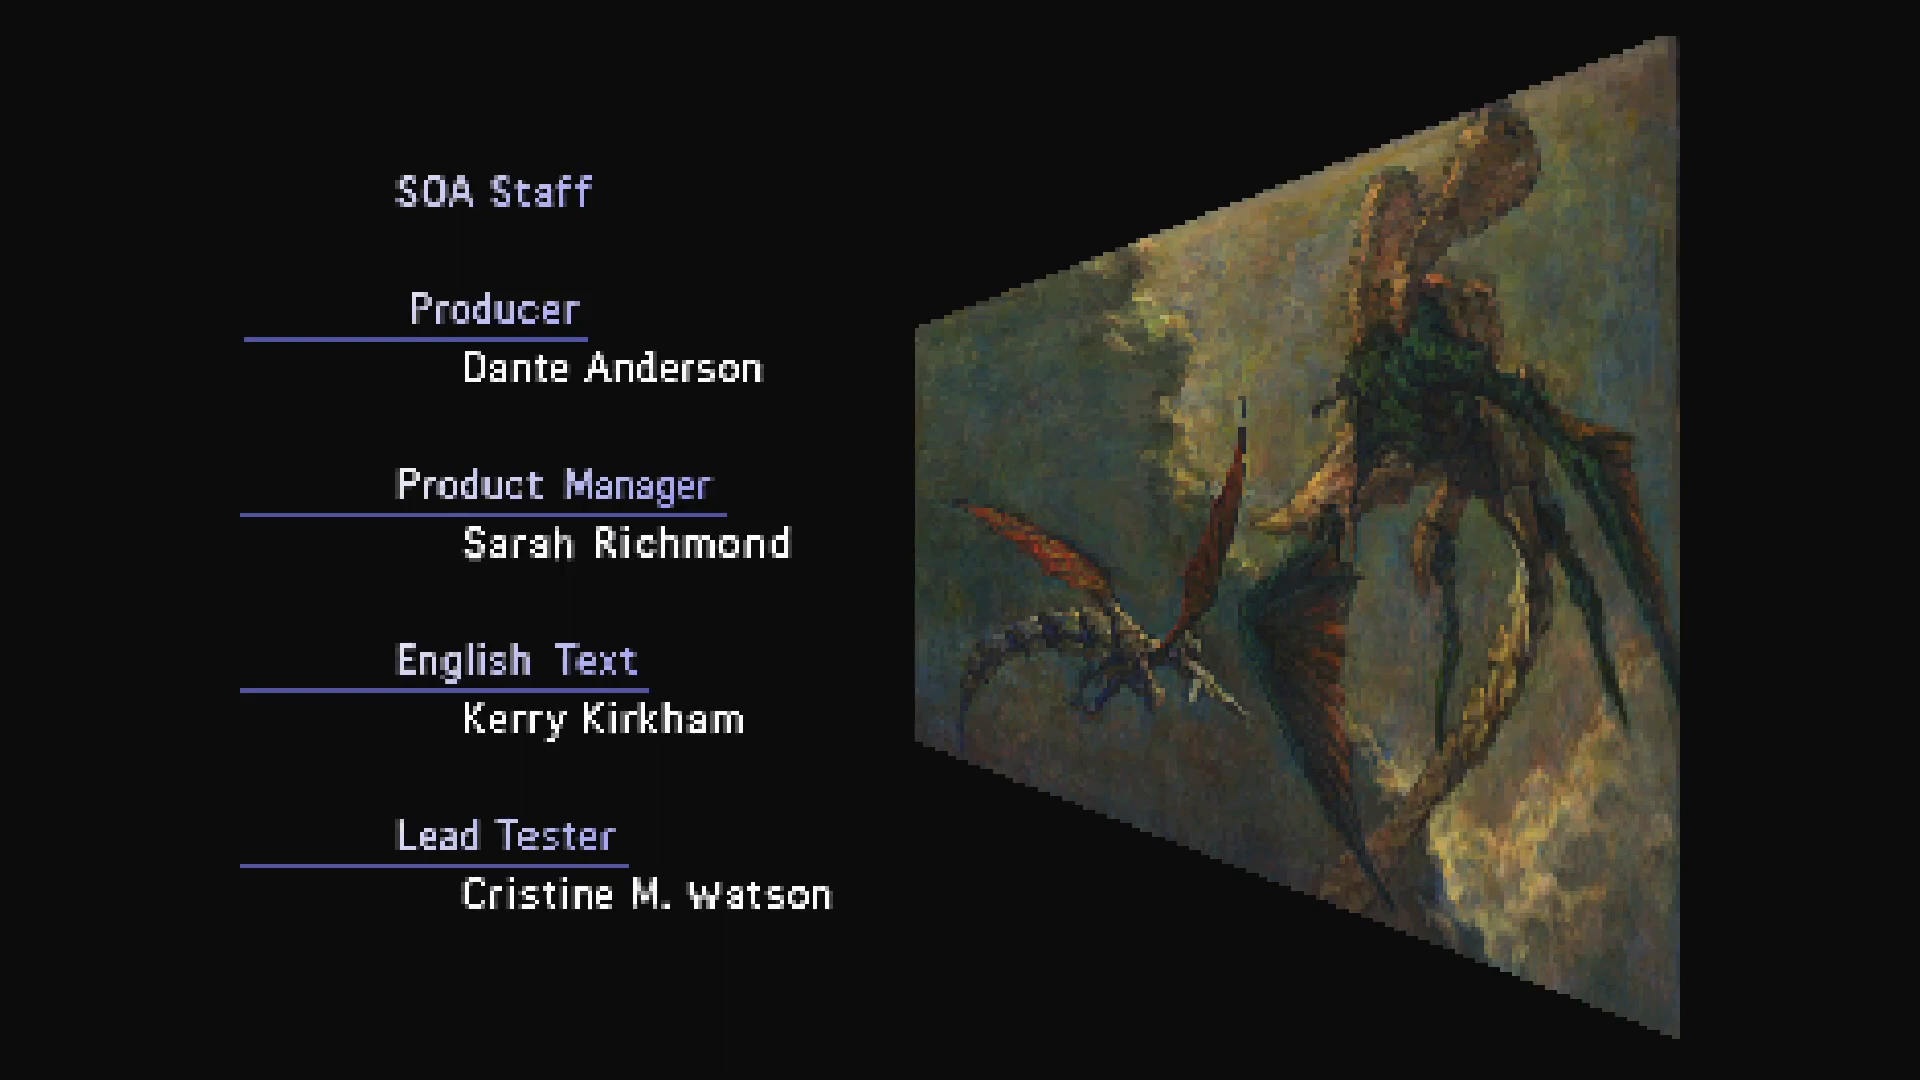 SOA Staff
Producer
Dante Anderson
Product Manager
Sarah Richmond
English Text
Kerry Kirkham
Lead Tester
Cristine M. Watson